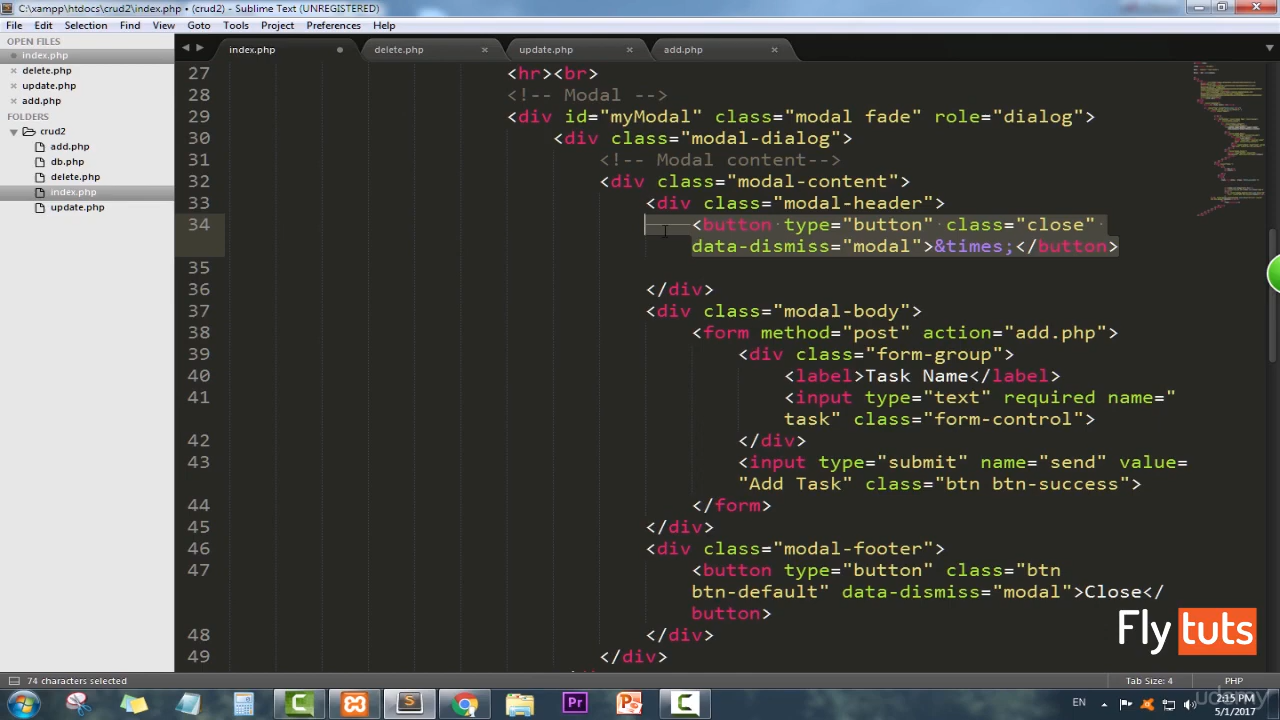 C:\xampp\htdocs\crud2\index.php • (crud2) - Sublime Text (UNREGISTERED)
File Edit Selection Find View Goto Tools Project Preferences Help
OPEN FILES
index.php
delete.php
update.php
add.php
FOLDERS
crud2
add.php
db.php
delete.php
index.php
update.php
index.php delete.php update.php add.php
27 <hr><br>
28 <!-- Modal -->
29 <div id="myModal" class="modal fade" role="dialog">
30 <div class="modal-dialog">
31 <!-- Modal content-->
32 <div class="modal-content">
33 <div class="modal-header">
34 <button type="button" class="close"
data-dismiss="modal">&times;</button>
35
36 </div>
37 <div class="modal-body">
38 <form method="post" action="add.php">
39 <div class="form-group">
40 <label>Task Name</label>
41 <input type="text" required name="
task" class="form-control">
42 </div>
43 <input type="submit" name="send" value=
"Add Task" class="btn btn-success">
44 </form>
45 </div>
46 <div class="modal-footer">
47 <button type="button" class="btn
btn-default" data-dismiss="modal">Close</
button>
48 </div>
49 </div>
Fly tuts
74 characters selected
Tab Size: 4
PHP
Pr
EN
2:15 PM
5/1/2017
udemy